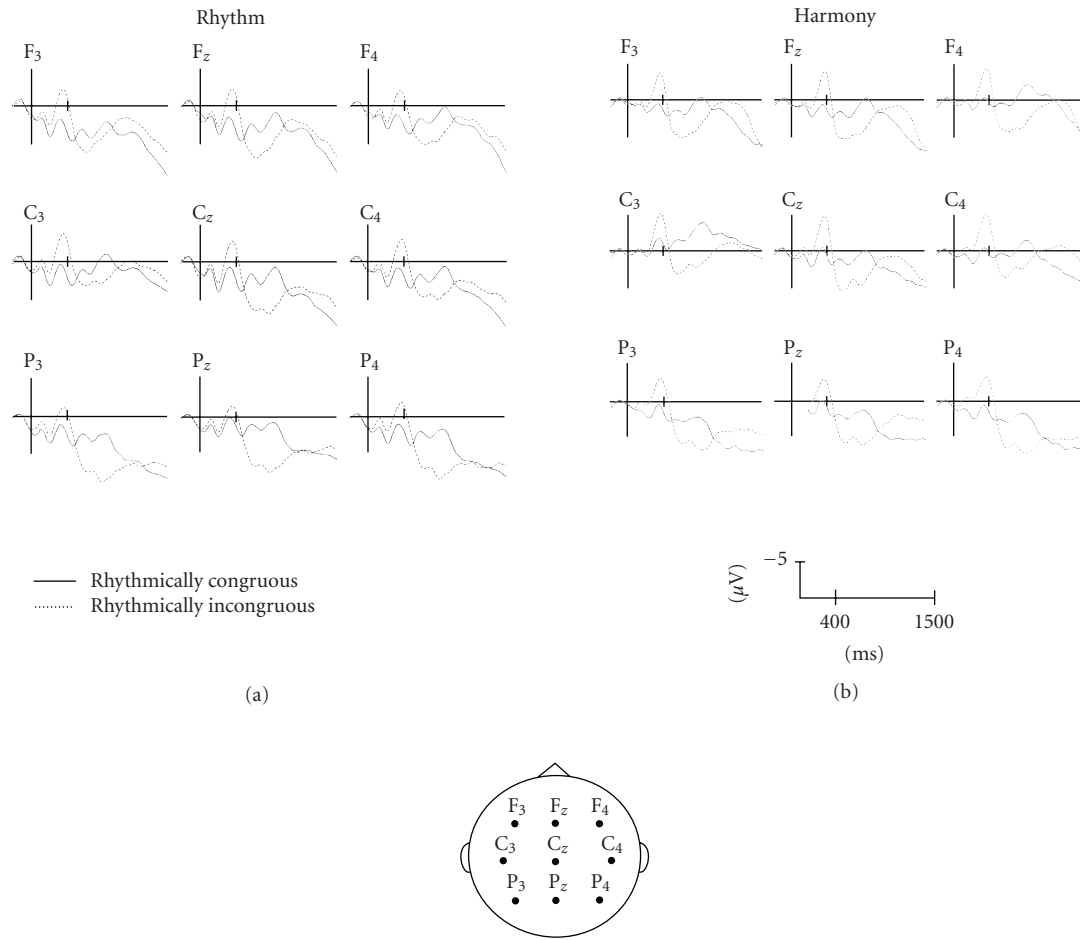 Rhythm
F3 Fz F4
C3 Cz C4
P3 Pz P4
Rhythmically congruous
Rhythmically incongruous
(a)
Harmony
F3 Fz F4
C3 Cz C4
P3 Pz P4
−5
(μV)
400 1500
(ms)
(b)
F3 Fz F4
C3 Cz C4
P3 Pz P4